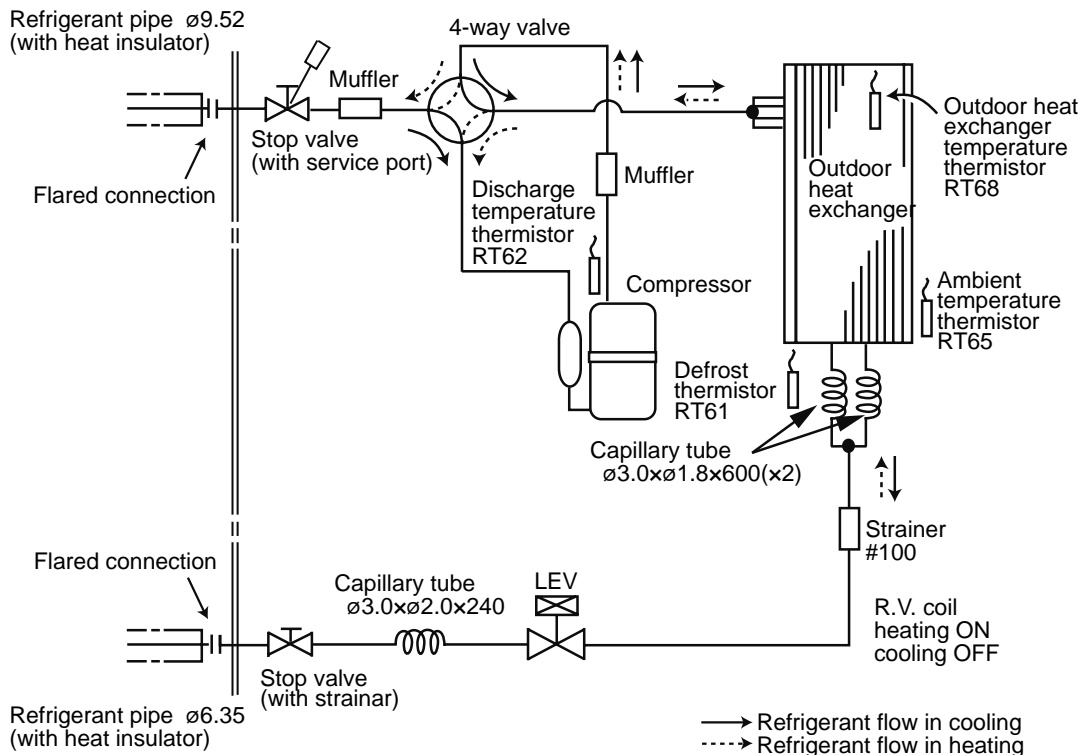 Refrigerant pipe ø9.52
(with heat insulator)
4-way valve
Muffler
Stop valve
(with service port)
Flared connection
Outdoor heat
exchanger
temperature
thermistor
RT68
Outdoor
heat
exchanger
Muffler
Discharge
temperature
thermistor
RT62
Compressor
Ambient
temperature
thermistor
RT65
Defrost
thermistor
RT61
Capillary tube
ø3.0×ø1.8×600(×2)
Strainer
#100
Flared connection
Capillary tube
ø3.0×ø2.0×240
LEV
R.V. coil
heating ON
cooling OFF
Stop valve
(with strainar)
Refrigerant pipe ø6.35
(with heat insulator)
Refrigerant flow in cooling
Refrigerant flow in heating